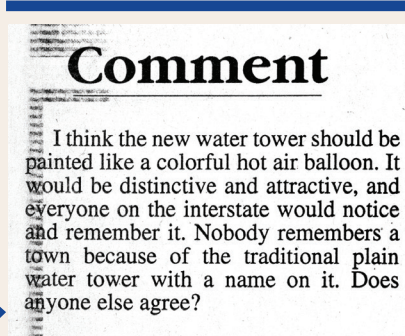 Comment
I think the new water tower should be
painted like a colorful hot air balloon. It
would be distinctive and attractive, and
everyone on the interstate would notice
and remember it. Nobody remembers a
town because of the traditional plain
water tower with a name on it. Does
anyone else agree?